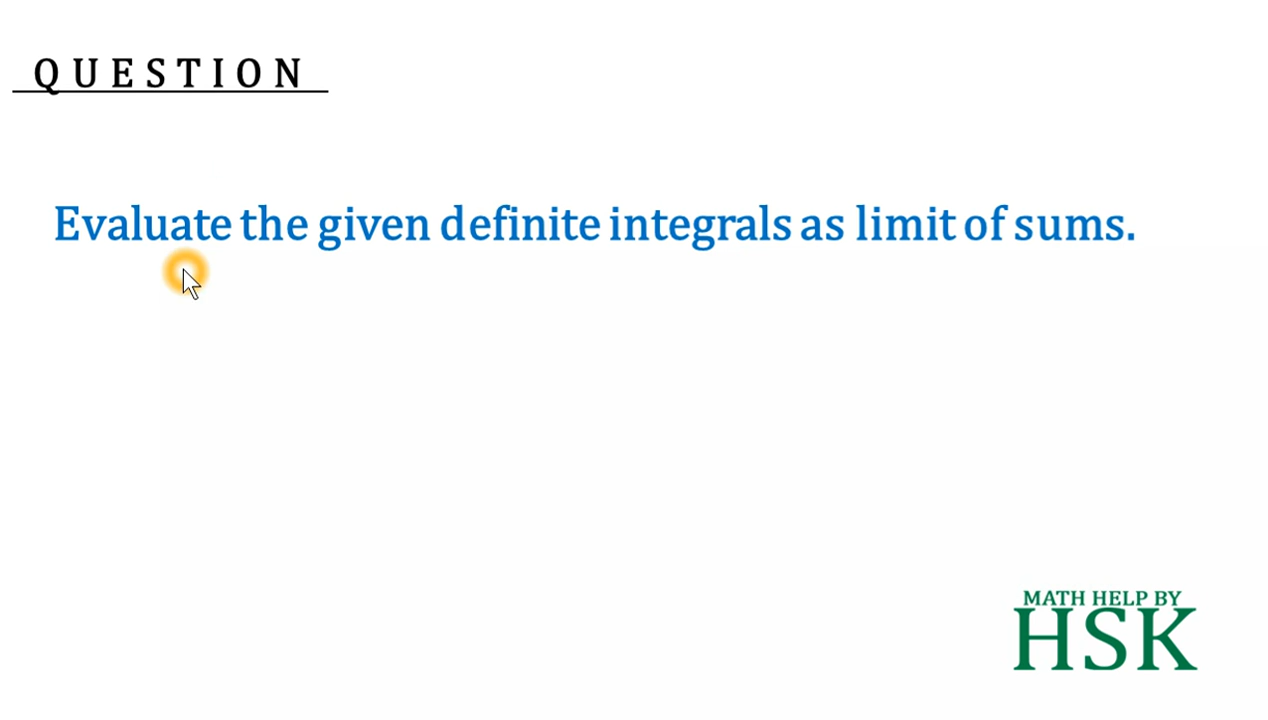 QUESTION
Evaluate the given definite integrals as limit of sums.
MATH HELP BY
HSK